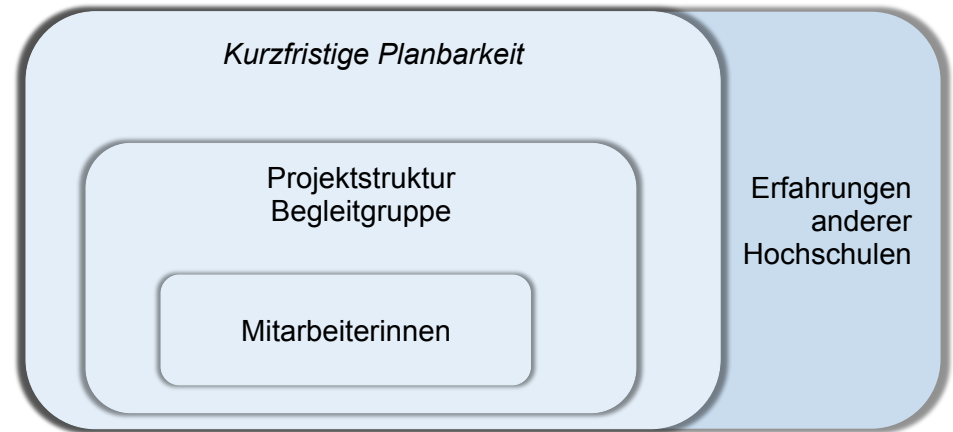 Kurzfristige Planbarkeit
Projektstruktur
Begleitgruppe
Mitarbeiterinnen
Erfahrungen
anderer
Hochschulen